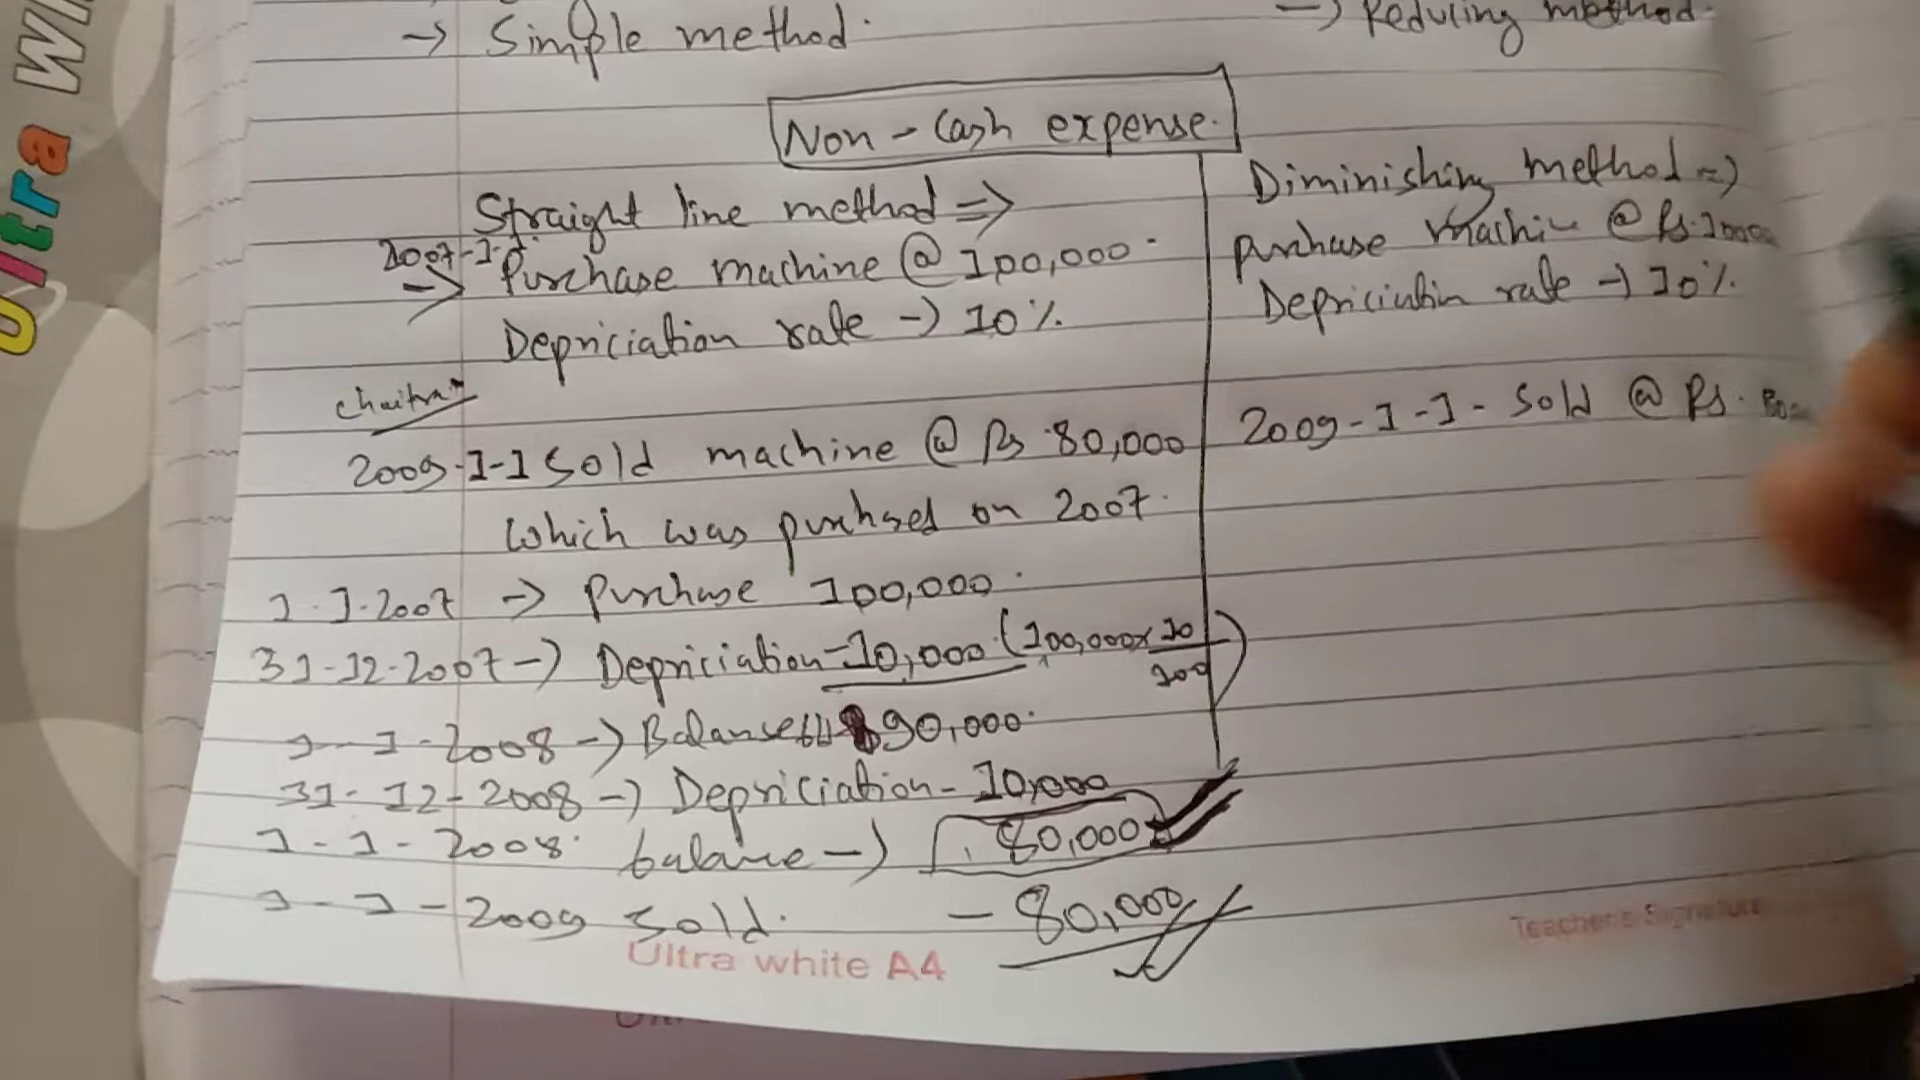 Ultra Wh
→ Simple method.
→ Reducing method.
Non - Cash expense.
Straight line method ⇒
2007-1-1.
→ Purchase machine @ 100,000.
Depriciation rate → 10%
Chaitra
2009-1-1 Sold machine @ Rs 80,000
Which was purchsed on 2007.
1.1.2007 → Purchase 100,000.
31-12-2007 → Depriciation - 10,000 (100,000 x 10/100)
1-1-2008 → Balance 90,000.
31-12-2008 → Depriciation - 10,000
1-1-2008. balance → 80,000
1-1-2009 Sold. - 80,000
Diminishing method ⇒
purchase machine @ Rs.
Depriciation rate → 10%.
2009-1-1- Sold @ Rs.
Teacher's Signature
Ultra white A4